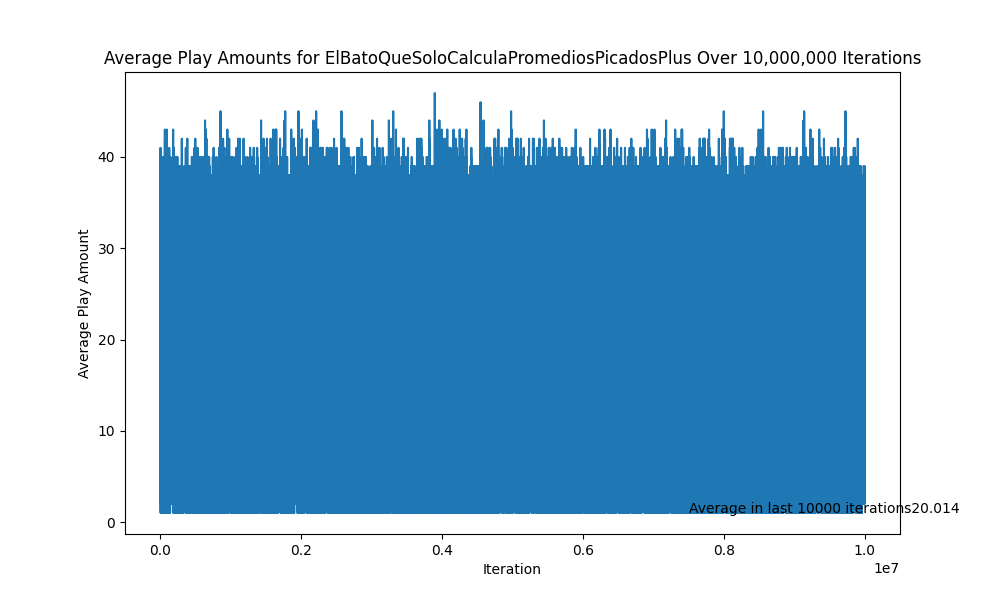 Average Play Amounts for ElBatoQueSoloCalculaPromediosPicadosPlus Over 10,000,000 Iterations
Average Play Amount
40
30
20
10
0
Average in last 10000 iterations20.014
0.0
0.2
0.4
0.6
0.8
1.0
1e7
Iteration